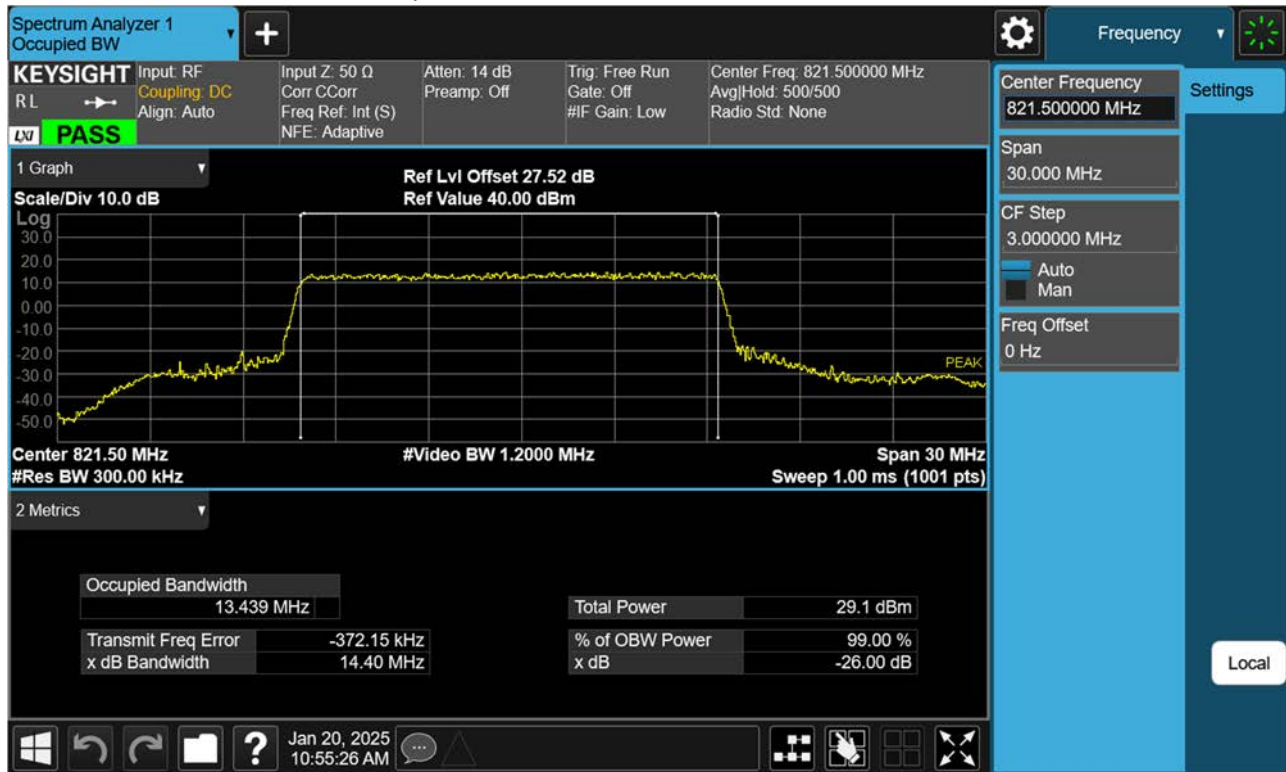 Spectrum Analyzer 1
Occupied BW
+
Frequency
KEYSIGHT
RL
LXI
PASS
Input: RF
Coupling: DC
Align: Auto
Input Z: 50 Ω
Corr CCorr
Freq Ref: Int (S)
NFE: Adaptive
Atten: 14 dB
Preamp: Off
Trig: Free Run
Gate: Off
#IF Gain: Low
Center Freq: 821.500000 MHz
Avg|Hold: 500/500
Radio Std: None
Center Frequency
821.500000 MHz
Settings
Span
30.000 MHz
CF Step
3.000000 MHz
Auto
Man
Freq Offset
0 Hz
Local
1 Graph
Scale/Div 10.0 dB
Ref Lvl Offset 27.52 dB
Ref Value 40.00 dBm
Log
30.0
20.0
10.0
0.00
-10.0
-20.0
-30.0
-40.0
-50.0
PEAK
Center 821.50 MHz
#Video BW 1.2000 MHz
Span 30 MHz
#Res BW 300.00 kHz
Sweep 1.00 ms (1001 pts)
2 Metrics
Occupied Bandwidth
13.439 MHz
Total Power 29.1 dBm
Transmit Freq Error -372.15 kHz
% of OBW Power 99.00 %
x dB Bandwidth 14.40 MHz
x dB -26.00 dB
?
Jan 20, 2025
10:55:26 AM